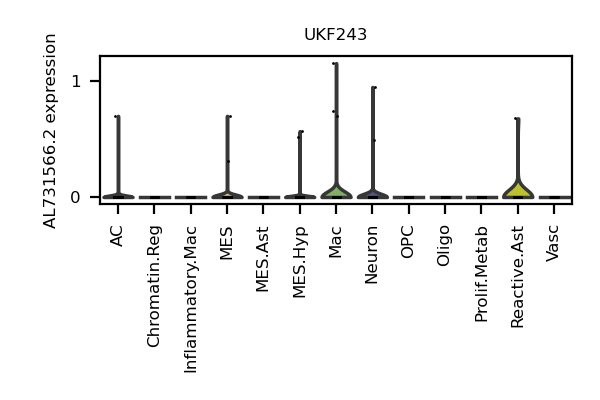 UKF243
AL731566.2 expression
1
0
AC
Chromatin.Reg
Inflammatory.Mac
MES
MES.Ast
MES.Hyp
Mac
Neuron
OPC
Oligo
Prolif.Metab
Reactive.Ast
Vasc